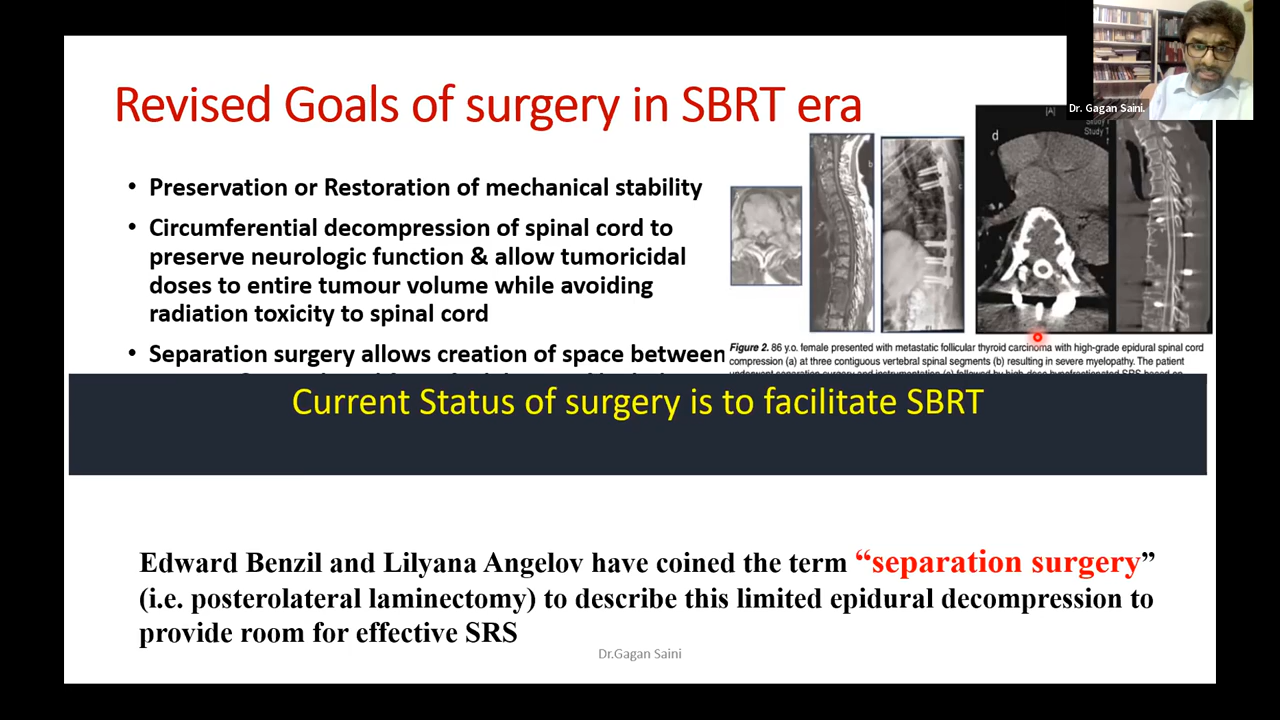 Revised Goals of surgery in SBRT era
Dr. Gagan Saini.
• Preservation or Restoration of mechanical stability
• Circumferential decompression of spinal cord to
preserve neurologic function & allow tumoricidal
doses to entire tumour volume while avoiding
radiation toxicity to spinal cord
• Separation surgery allows creation of space between
[A]
Study T
d
b
c
Figure 2. 86 y.o. female presented with metastatic follicular thyroid carcinoma with high-grade epidural spinal cord
compression (a) at three contiguous vertebral spinal segments (b) resulting in severe myelopathy. The patient
Current Status of surgery is to facilitate SBRT
Edward Benzil and Lilyana Angelov have coined the term “separation surgery”
(i.e. posterolateral laminectomy) to describe this limited epidural decompression to
provide room for effective SRS
Dr.Gagan Saini